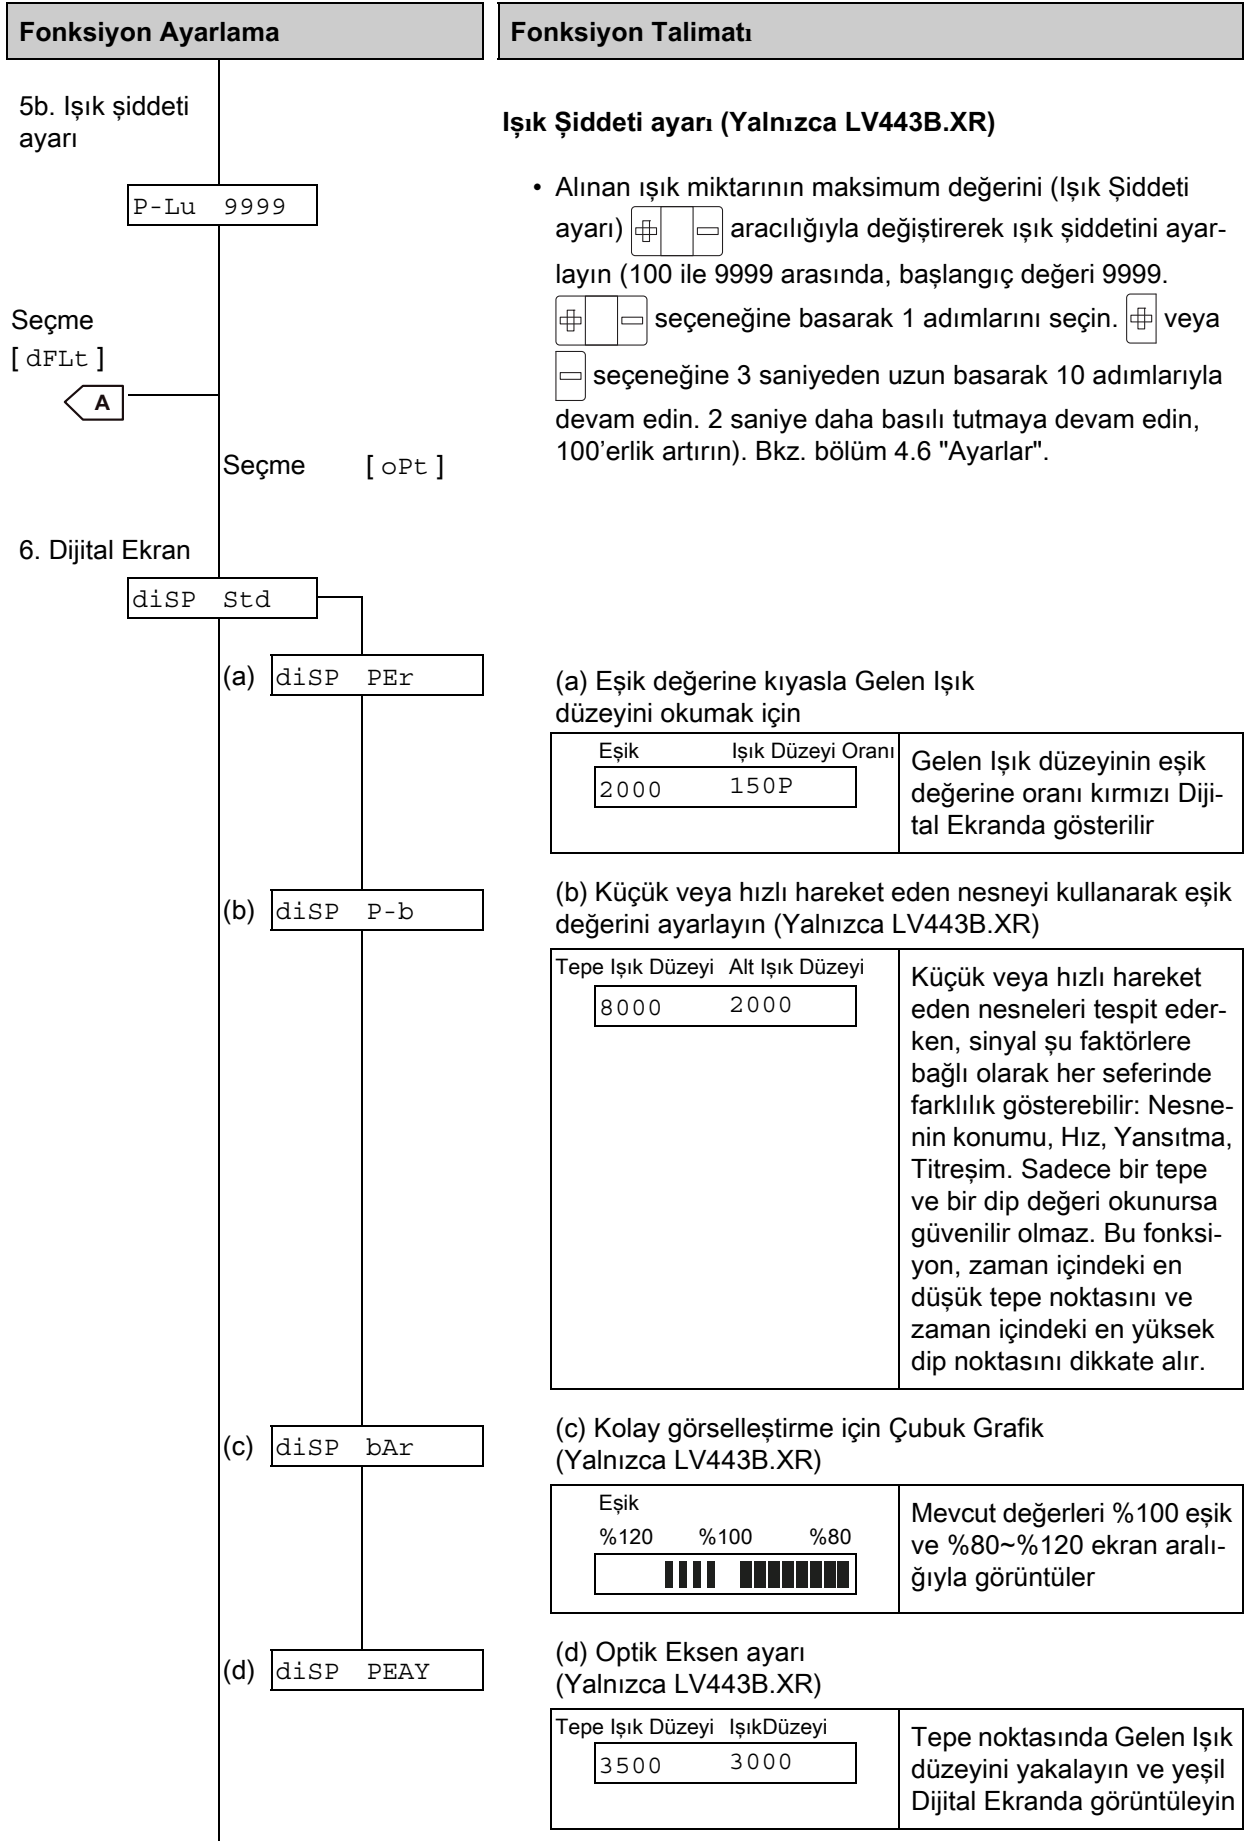 Fonksiyon Ayarlama
Fonksiyon Talimatı
5b. Işık şiddeti
ayarı
P-Lu 9999
Seçme
[ dFLt ]
A
Seçme [ oPt ]
Işık Şiddeti ayarı (Yalnızca LV443B.XR)
• Alınan ışık miktarının maksimum değerini (Işık Şiddeti
ayarı) aracılığıyla değiştirerek ışık şiddetini ayar-
layın (100 ile 9999 arasında, başlangıç değeri 9999.
seçeneğine basarak 1 adımlarını seçin. veya
seçeneğine 3 saniyeden uzun basarak 10 adımlarıyla
devam edin. 2 saniye daha basılı tutmaya devam edin,
100’erlik artırın). Bkz. bölüm 4.6 "Ayarlar".
6. Dijital Ekran
diSP Std
(a) diSP PEr
(a) Eşik değerine kıyasla Gelen Işık
düzeyini okumak için
Eşik Işık Düzeyi Oranı
2000 150P
Gelen Işık düzeyinin eşik
değerine oranı kırmızı Diji-
tal Ekranda gösterilir
(b) diSP P-b
(b) Küçük veya hızlı hareket eden nesneyi kullanarak eşik
değerini ayarlayın (Yalnızca LV443B.XR)
Tepe Işık Düzeyi Alt Işık Düzeyi
8000 2000
Küçük veya hızlı hareket
eden nesneleri tespit eder-
ken, sinyal şu faktörlere
bağlı olarak her seferinde
farklılık gösterebilir: Nesne-
nin konumu, Hız, Yansıtma,
Titreşim. Sadece bir tepe
ve bir dip değeri okunursa
güvenilir olmaz. Bu fonksi-
yon, zaman içindeki en
düşük tepe noktasını ve
zaman içindeki en yüksek
dip noktasını dikkate alır.
(c) diSP bAr
(c) Kolay görselleştirme için Çubuk Grafik
(Yalnızca LV443B.XR)
Eşik
%120 %100 %80
Mevcut değerleri %100 eşik
ve %80~%120 ekran aralı-
ğıyla görüntüler
(d) diSP PEAY
(d) Optik Eksen ayarı
(Yalnızca LV443B.XR)
Tepe Işık Düzeyi IşıkDüzeyi
3500 3000
Tepe noktasında Gelen Işık
düzeyini yakalayın ve yeşil
Dijital Ekranda görüntüleyin